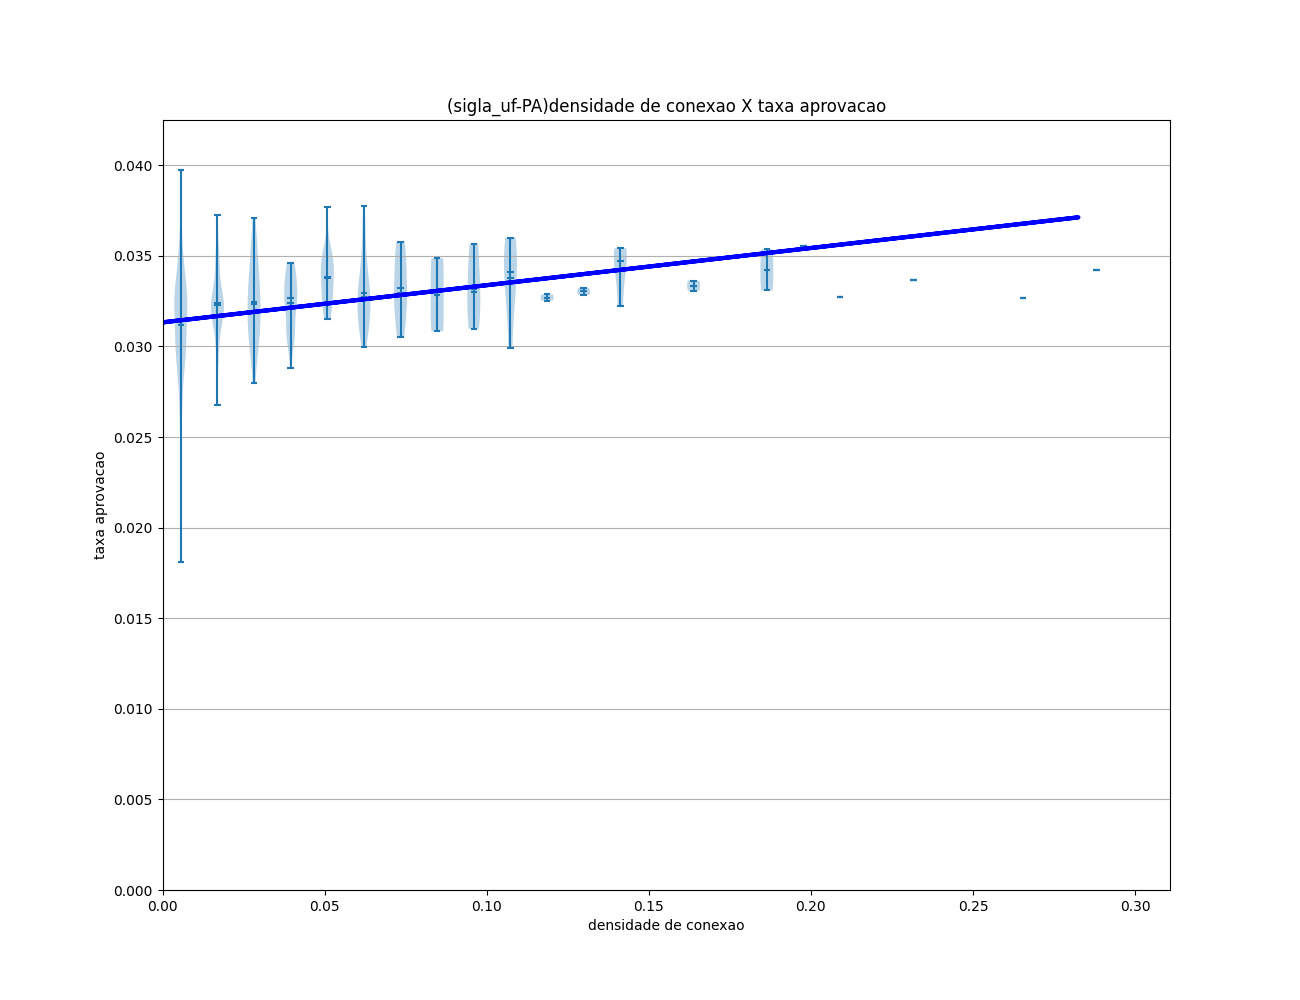 (sigla_uf-PA)densidade de conexao X taxa aprovacao
0.040
0.035
0.030
0.025
0.020
0.015
0.010
0.005
0.000
taxa aprovacao
0.00 0.05 0.10 0.15 0.20 0.25 0.30
densidade de conexao